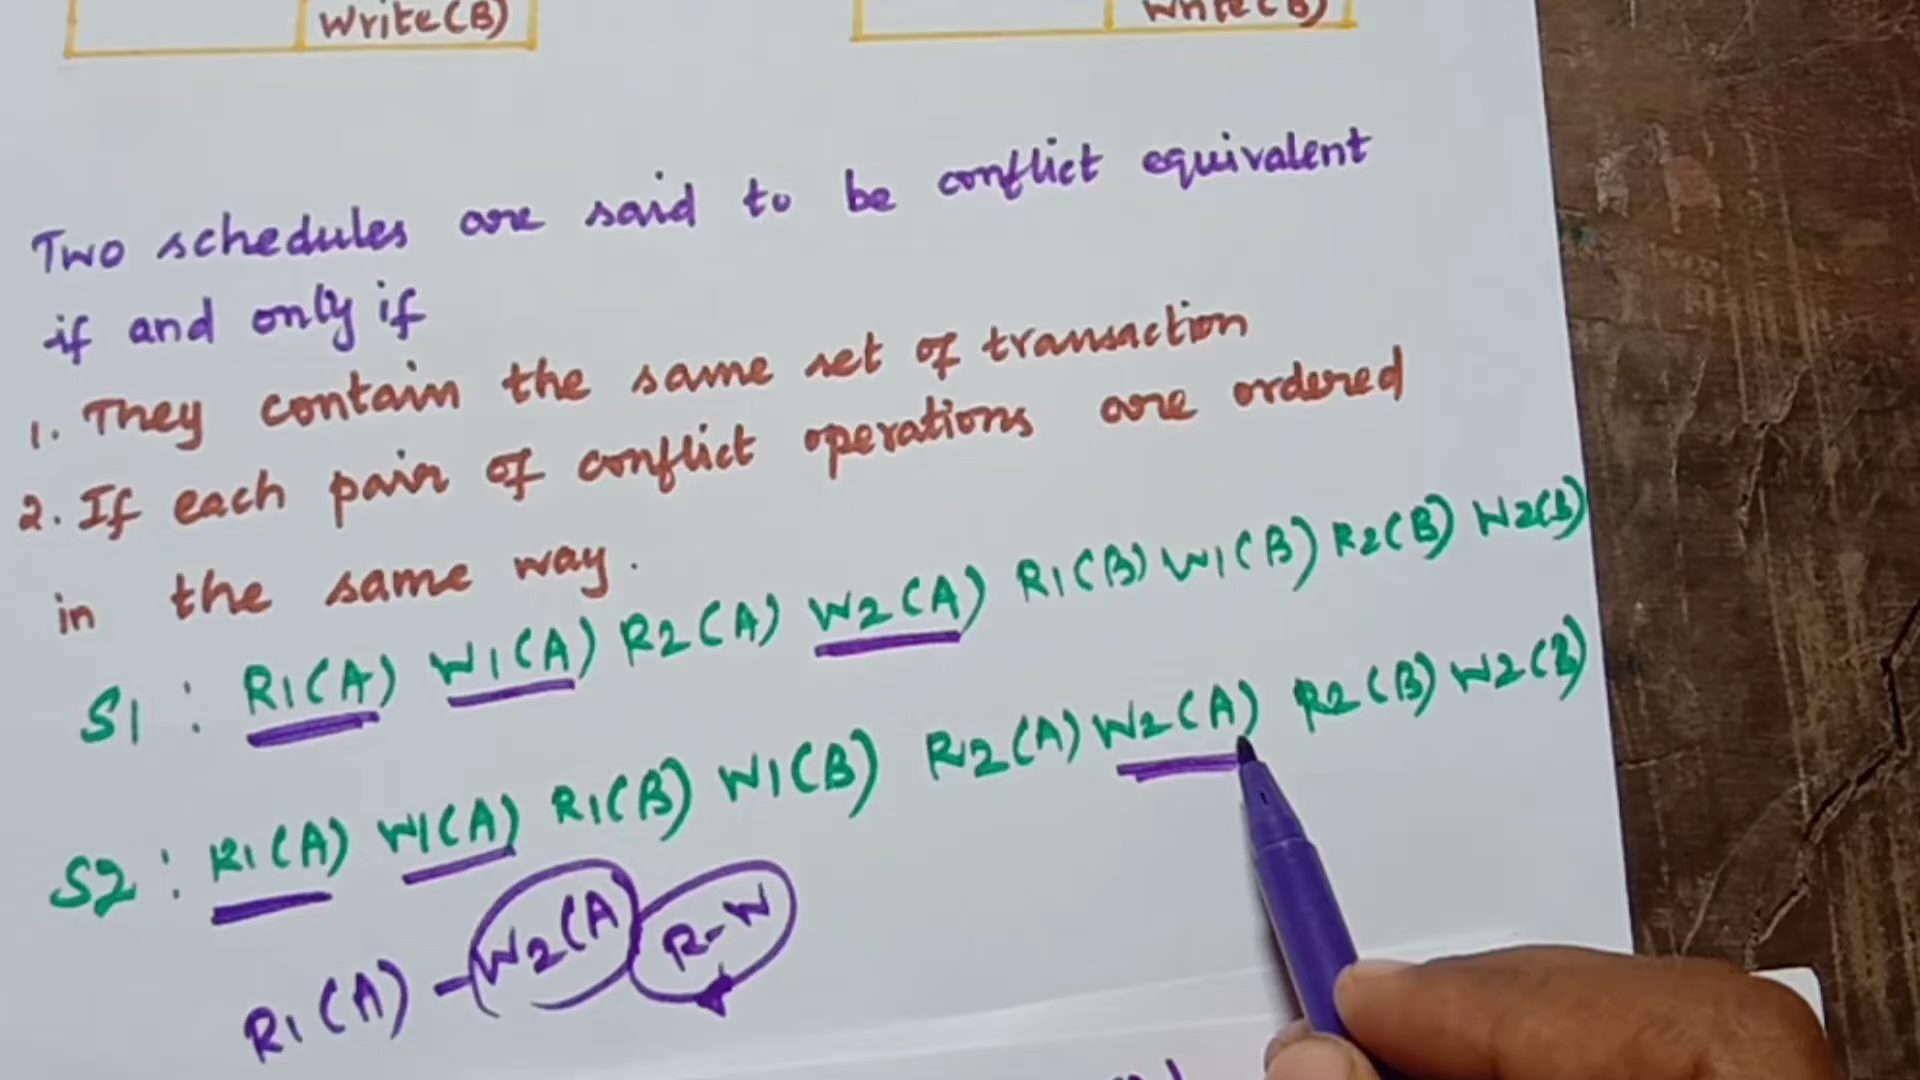 Write(B) Write(B)
Two schedules are said to be conflict equivalent
if and only if
1. They contain the same set of transaction
2. If each pair of conflict operations are ordered
in the same way.
S1 : R1(A) W1(A) R2(A) W2(A) R1(B) W1(B) R2(B) W2(B)
S2 : R1(A) W1(A) R1(B) W1(B) R2(A) W2(A) R2(B) W2(B)
R1(A) - W2(A R-W